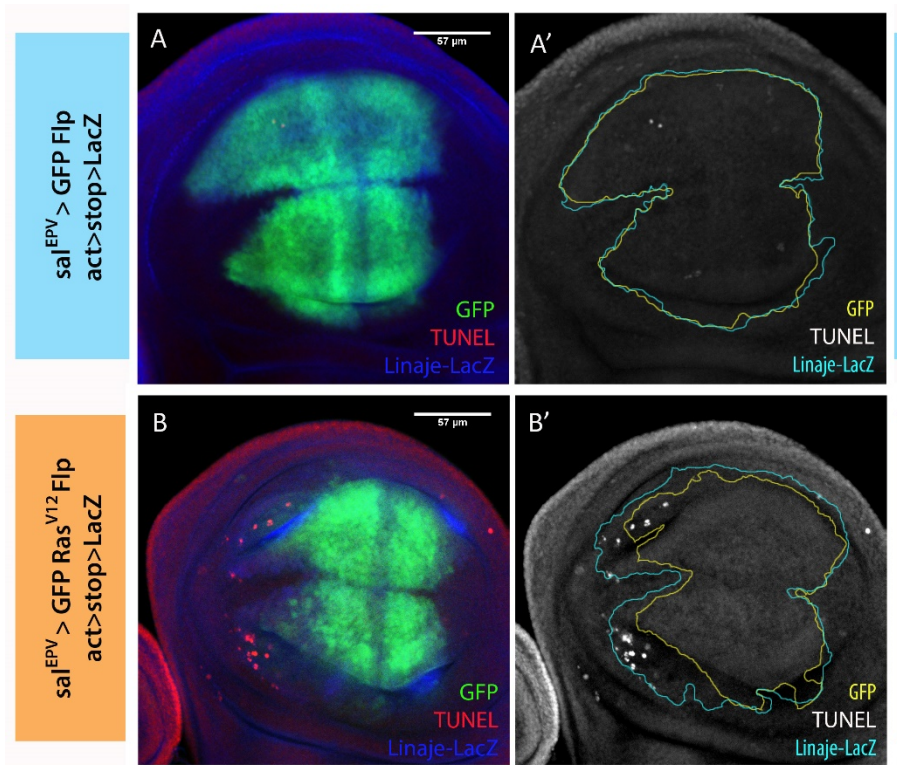 sal^EPV > GFP Flp
act>stop>LacZ
A
57 µm
GFP
TUNEL
Linaje-LacZ
A'
GFP
TUNEL
Linaje-LacZ
sal^EPV > GFP Ras^V12 Flp
act>stop>LacZ
B
57 µm
GFP
TUNEL
Linaje-LacZ
B'
GFP
TUNEL
Linaje-LacZ